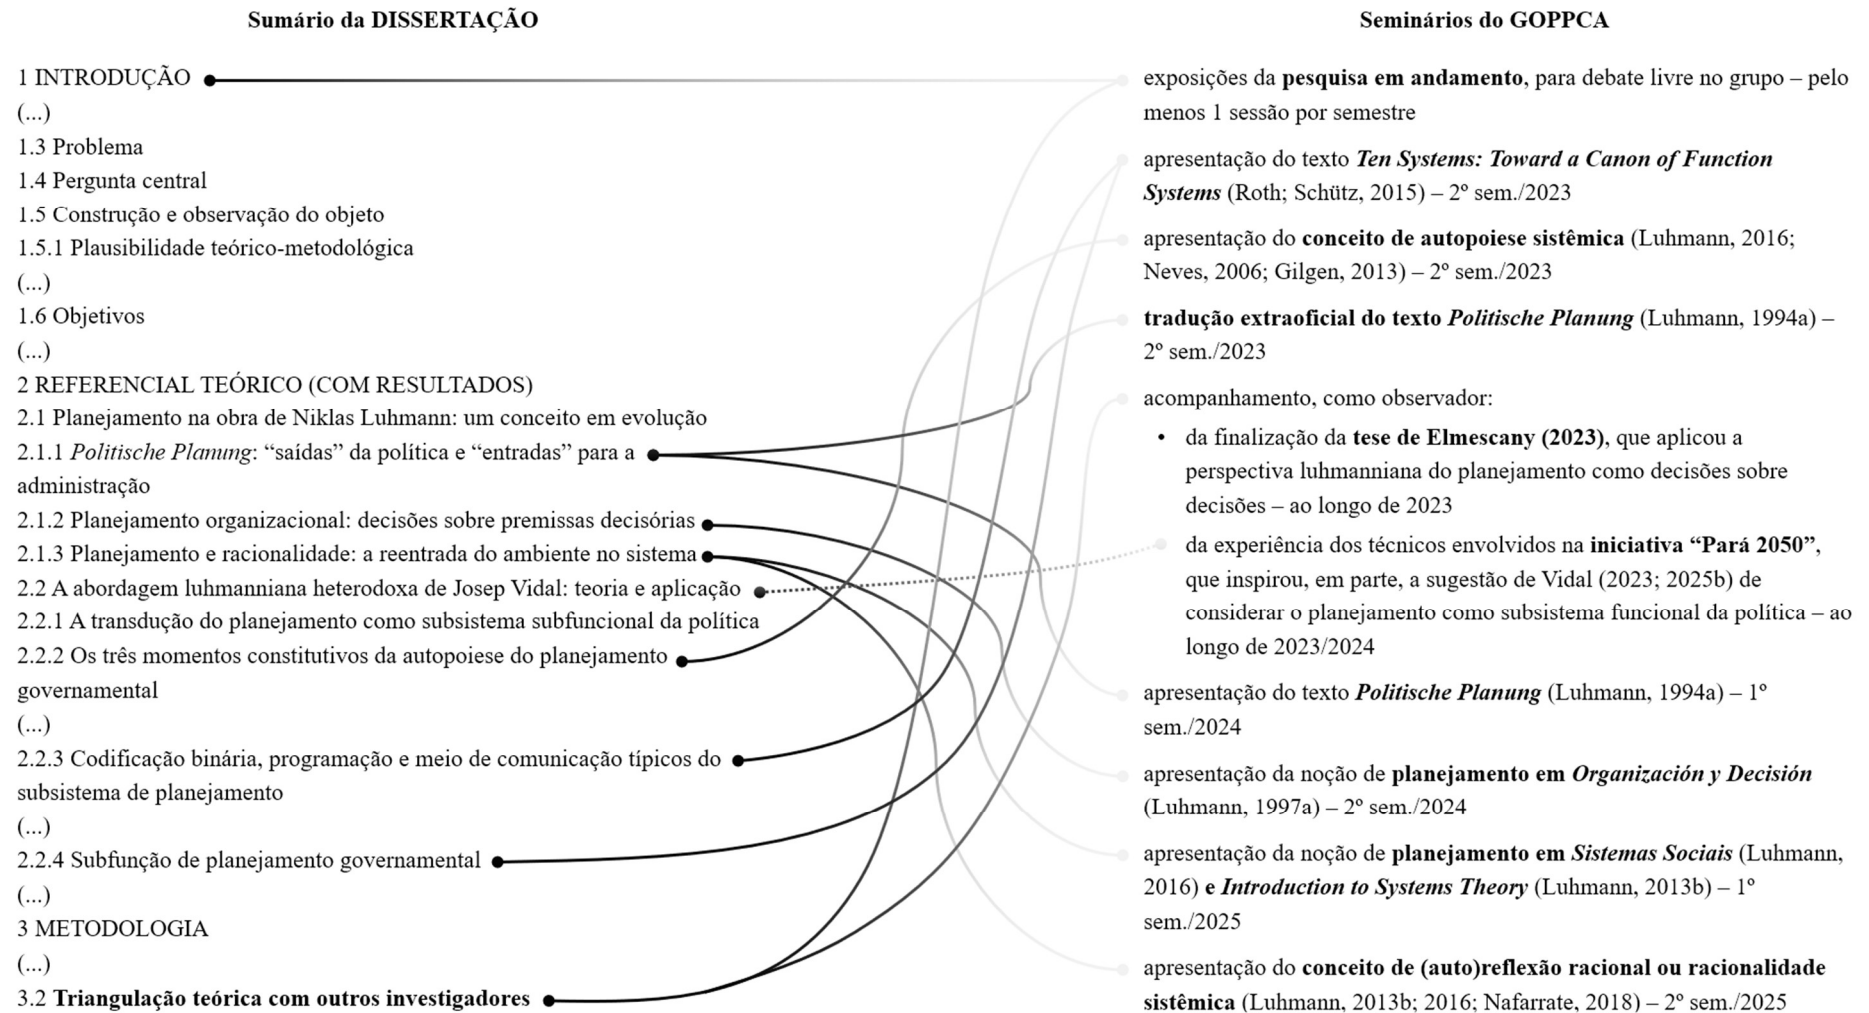 Sumário da DISSERTAÇÃO
1 INTRODUÇÃO
(...)
1.3 Problema
1.4 Pergunta central
1.5 Construção e observação do objeto
1.5.1 Plausibilidade teórico-metodológica
(...)
1.6 Objetivos
(...)
2 REFERENCIAL TEÓRICO (COM RESULTADOS)
2.1 Planejamento na obra de Niklas Luhmann: um conceito em evolução
2.1.1 Politische Planung: “saídas” da política e “entradas” para a
administração
2.1.2 Planejamento organizacional: decisões sobre premissas decisórias
2.1.3 Planejamento e racionalidade: a reentrada do ambiente no sistema
2.2 A abordagem luhmanniana heterodoxa de Josep Vidal: teoria e aplicação
2.2.1 A transdução do planejamento como subsistema subfuncional da política
2.2.2 Os três momentos constitutivos da autopoiese do planejamento
governamental
(...)
2.2.3 Codificação binária, programação e meio de comunicação típicos do
subsistema de planejamento
(...)
2.2.4 Subfunção de planejamento governamental
(...)
3 METODOLOGIA
(...)
3.2 Triangulação teórica com outros investigadores
Seminários do GOPPCA
exposições da pesquisa em andamento, para debate livre no grupo – pelo
menos 1 sessão por semestre
apresentação do texto Ten Systems: Toward a Canon of Function
Systems (Roth; Schütz, 2015) – 2º sem./2023
apresentação do conceito de autopoiese sistêmica (Luhmann, 2016;
Neves, 2006; Gilgen, 2013) – 2º sem./2023
tradução extraoficial do texto Politische Planung (Luhmann, 1994a) –
2º sem./2023
acompanhamento, como observador:
• da finalização da tese de Elmescany (2023), que aplicou a
perspectiva luhmanniana do planejamento como decisões sobre
decisões – ao longo de 2023
da experiência dos técnicos envolvidos na iniciativa “Pará 2050”,
que inspirou, em parte, a sugestão de Vidal (2023; 2025b) de
considerar o planejamento como subsistema funcional da política – ao
longo de 2023/2024
apresentação do texto Politische Planung (Luhmann, 1994a) – 1º
sem./2024
apresentação da noção de planejamento em Organización y Decisión
(Luhmann, 1997a) – 2º sem./2024
apresentação da noção de planejamento em Sistemas Sociais (Luhmann,
2016) e Introduction to Systems Theory (Luhmann, 2013b) – 1º
sem./2025
apresentação do conceito de (auto)reflexão racional ou racionalidade
sistêmica (Luhmann, 2013b; 2016; Nafarrate, 2018) – 2º sem./2025